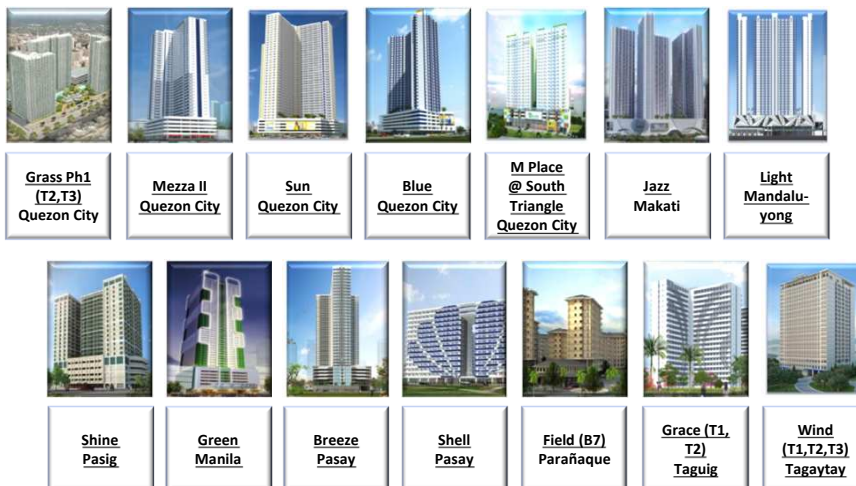 Grass Ph1
(T2,T3)
Quezon City
Mezza II
Quezon City
Sun
Quezon City
Blue
Quezon City
M Place
@ South
Triangle
Quezon City
Jazz
Makati
Light
Mandalu-
yong
Shine
Pasig
Green
Manila
Breeze
Pasay
Shell
Pasay
Field (B7)
Parañaque
Grace (T1,
T2)
Taguig
Wind
(T1,T2,T3)
Tagaytay